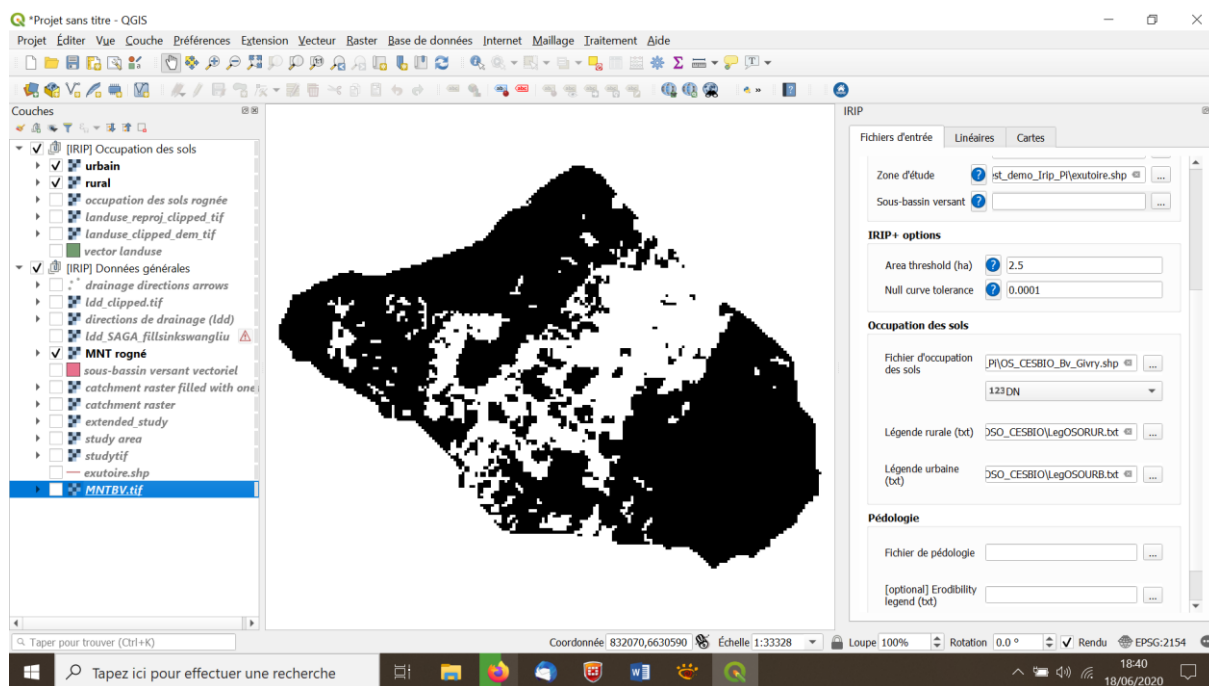 *Projet sans titre - QGIS
Projet Éditer Vue Couche Préférences Extension Vecteur Raster Base de données Internet Maillage Traitement Aide
Couches
[IRIP] Occupation des sols
urbain
rural
occupation des sols rognée
landuse_reproj_clipped_tif
landuse_clipped_dem_tif
vector landuse
[IRIP] Données générales
drainage directions arrows
ldd_clipped.tif
directions de drainage (ldd)
ldd_SAGA_fillsinkswangliu
MNT rogné
sous-bassin versant vectoriel
catchment raster filled with one
catchment raster
extended_study
study area
studytif
exutoire.shp
MNTBV.tif
IRIP
Fichiers d'entrée Linéaires Cartes
Zone d'étude ? est_demo_Irip_PI\exutoire.shp ...
Sous-bassin versant ? ...
IRIP+ options
Area threshold (ha) ? 2.5
Null curve tolerance ? 0.0001
Occupation des sols
Fichier d'occupation
des sols
PI\OS_CESBIO_Bv_Givry.shp ...
123 DN
Légende rurale (txt) OSO_CESBIO\LegOSORUR.txt ...
Légende urbaine
(txt)
OSO_CESBIO\LegOSOURB.txt ...
Pédologie
Fichier de pédologie ...
[optional] Erodibility
legend (txt)
...
Taper pour trouver (Ctrl+K)
Coordonnée 832070,6630590 Échelle 1:33328 Loupe 100% Rotation 0.0 ° Rendu EPSG:2154
Tapez ici pour effectuer une recherche
18:40
18/06/2020